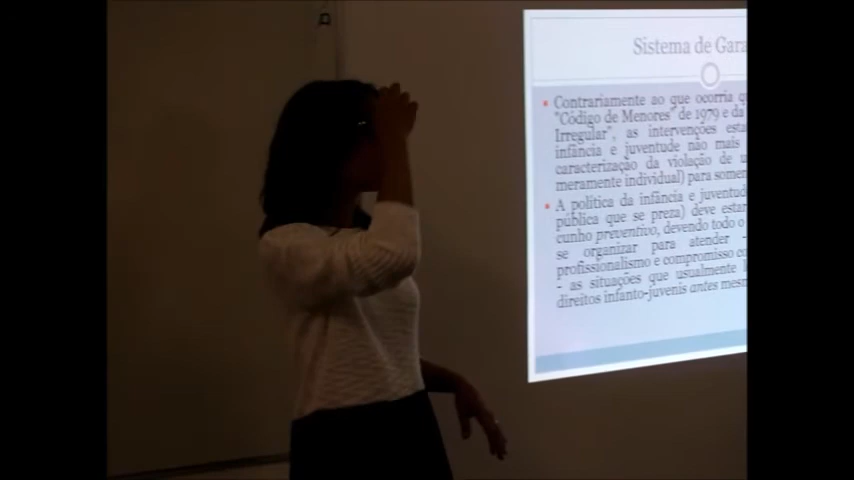 Sistema de Gara
Contrariamente ao que ocorria q
"Código de Menores" de 1979 e da
Irregular", as intervenções esta
infância e juventude não mais
caracterização da violação de u
meramente individual) para somen
A política da infância e juventud
pública que se preza) deve estar
cunho preventivo, devendo todo o
se organizar para atender -
profissionalismo e compromisso co
- as situações que usualmente l
direitos infanto-juvenis antes mesm